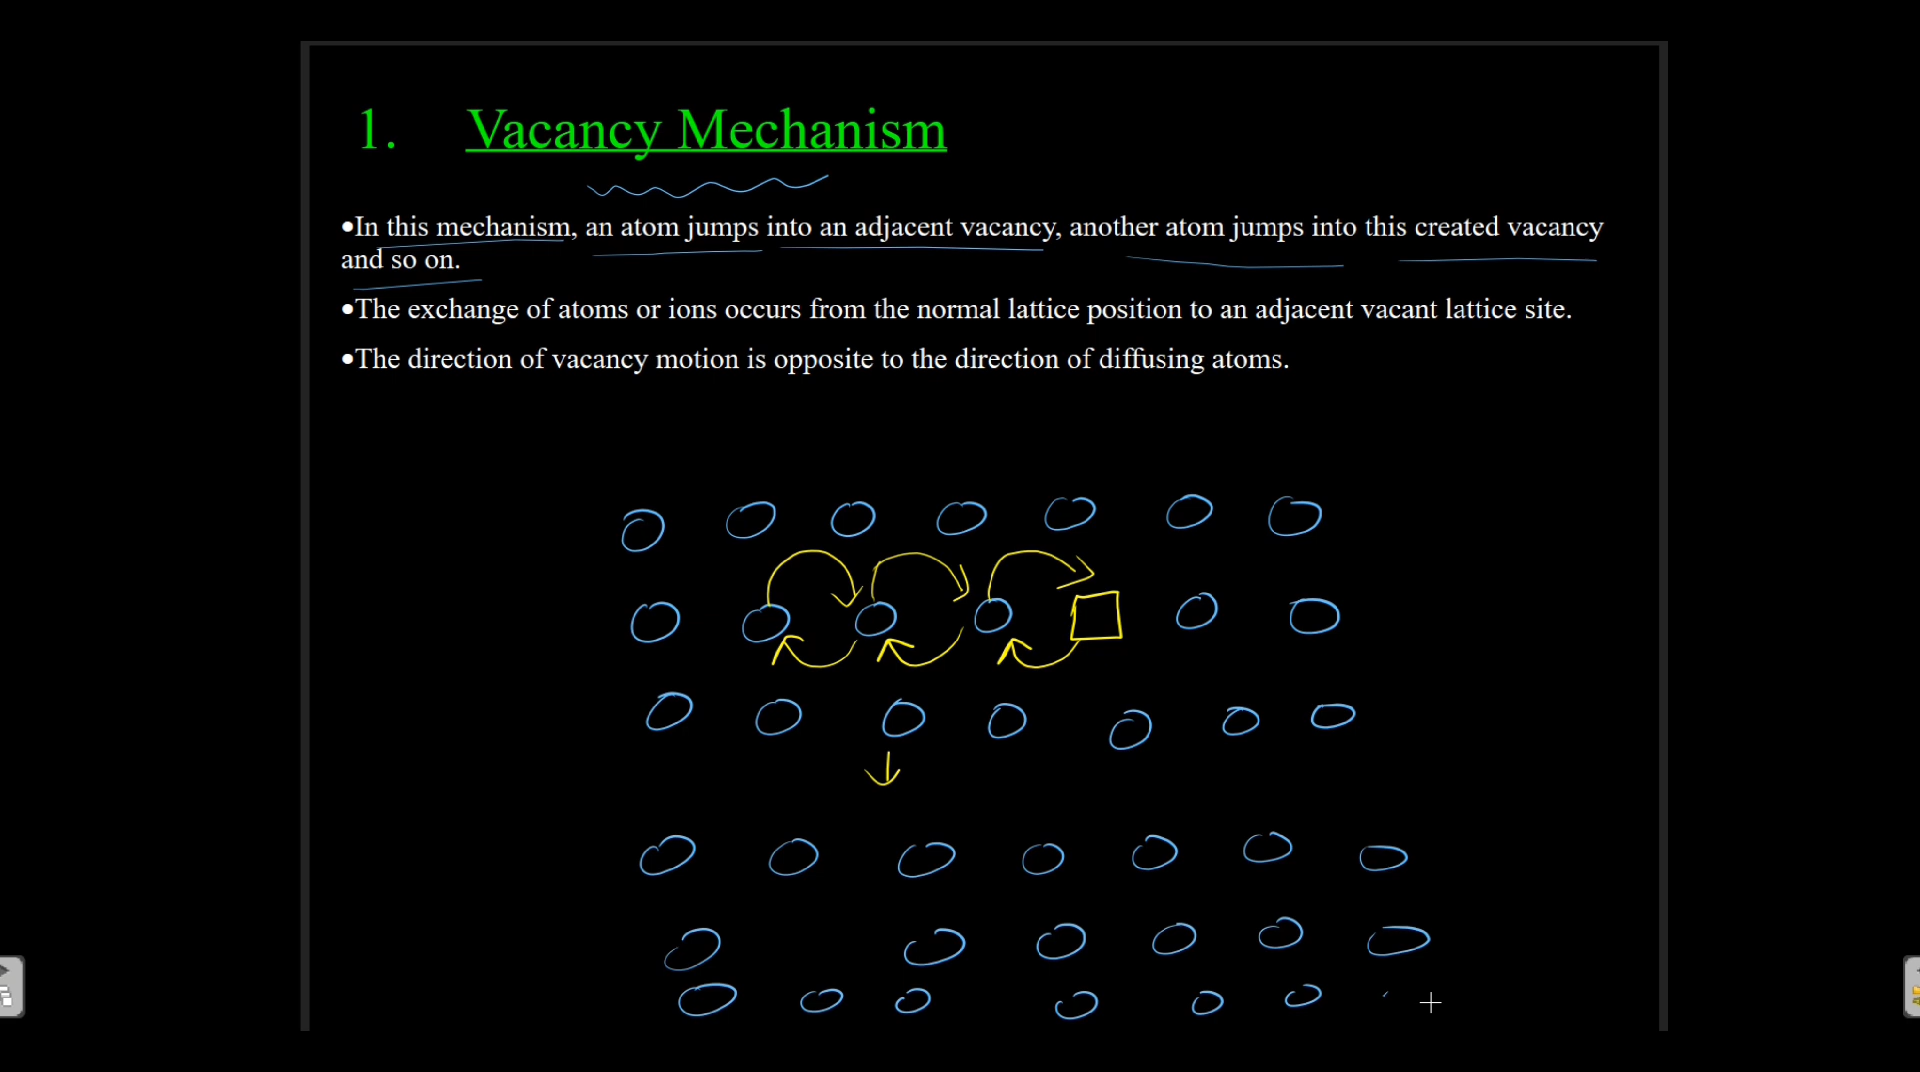 1. Vacancy Mechanism
•In this mechanism, an atom jumps into an adjacent vacancy, another atom jumps into this created vacancy
and so on.
•The exchange of atoms or ions occurs from the normal lattice position to an adjacent vacant lattice site.
•The direction of vacancy motion is opposite to the direction of diffusing atoms.